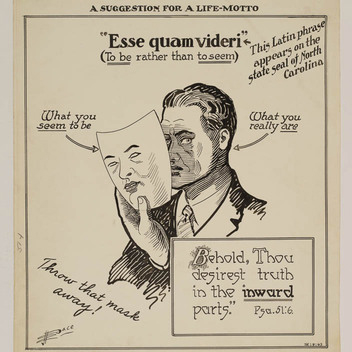 A SUGGESTION FOR A LIFE-MOTTO
"Esse quam videri"
(To be rather than to seem)
This Latin phrase
appears on the
state seal of North
Carolina
What you
seem to be
What you
really are
Behold, Thou
desirest truth
in the inward
parts." Psa. 51:6.
Throw that mask
away!
PACE